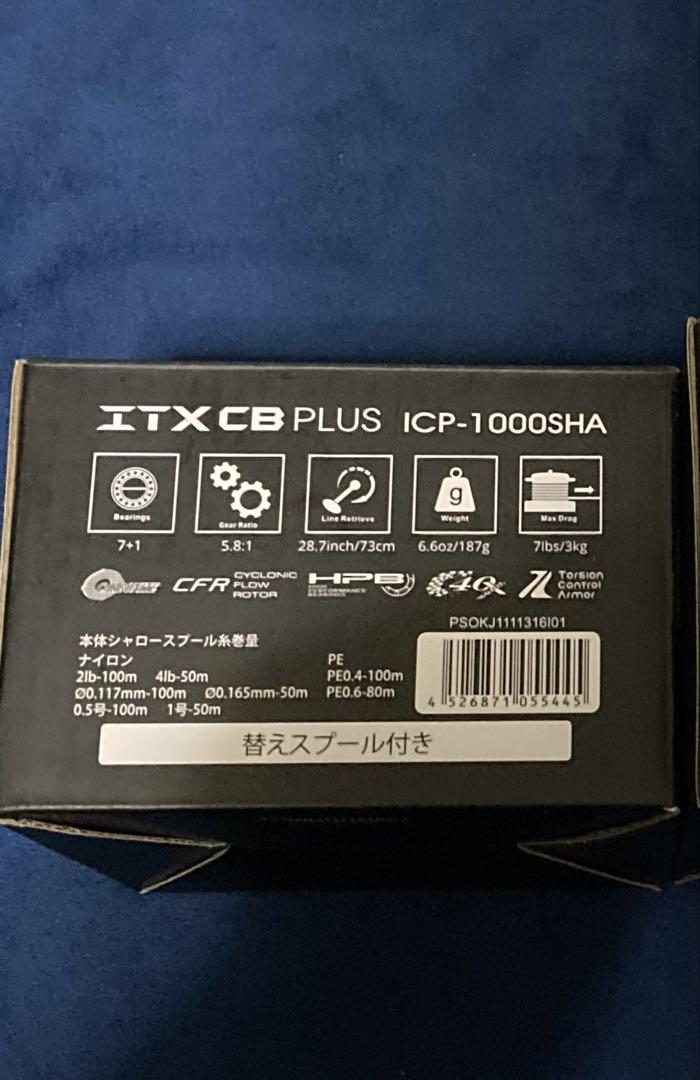 ITX CB PLUS ICP-1000SHA
Bearings Gear Ratio Line Retrieve Weight Max Drag
g
7+1 5.8:1 28.7inch/73cm 6.6oz/187g 7lbs/3kg
CFR CYCLONIC FLOW ROTOR HPB HIGH PERFORMANCE BEARINGS Torsion Control Armor
PSOKJ1111316I01
本体シャロースプール糸巻量
ナイロン PE
2lb-100m 4lb-50m PE0.4-100m
Ø0.117mm-100m Ø0.165mm-50m PE0.6-80m
0.5号-100m 1号-50m
4 526871 055445
替えスプール付き